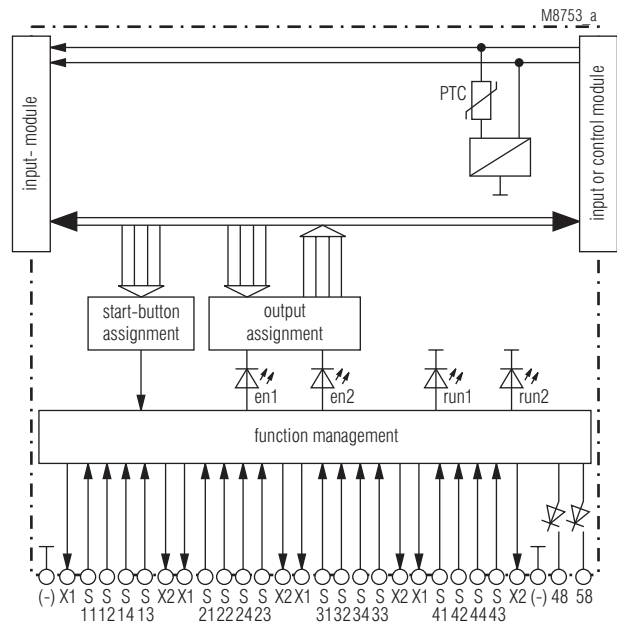 M8753_a
input- module
PTC
input or control module
start-button
assignment
output
assignment
en1
en2
run1
run2
function management
(-) X1 S S S S X2 X1 S S S S X2 X1 S S S S X2 X1 S S S S X2 (-) 48 58
11 12 14 13 21 22 24 23 31 32 34 33 41 42 44 43